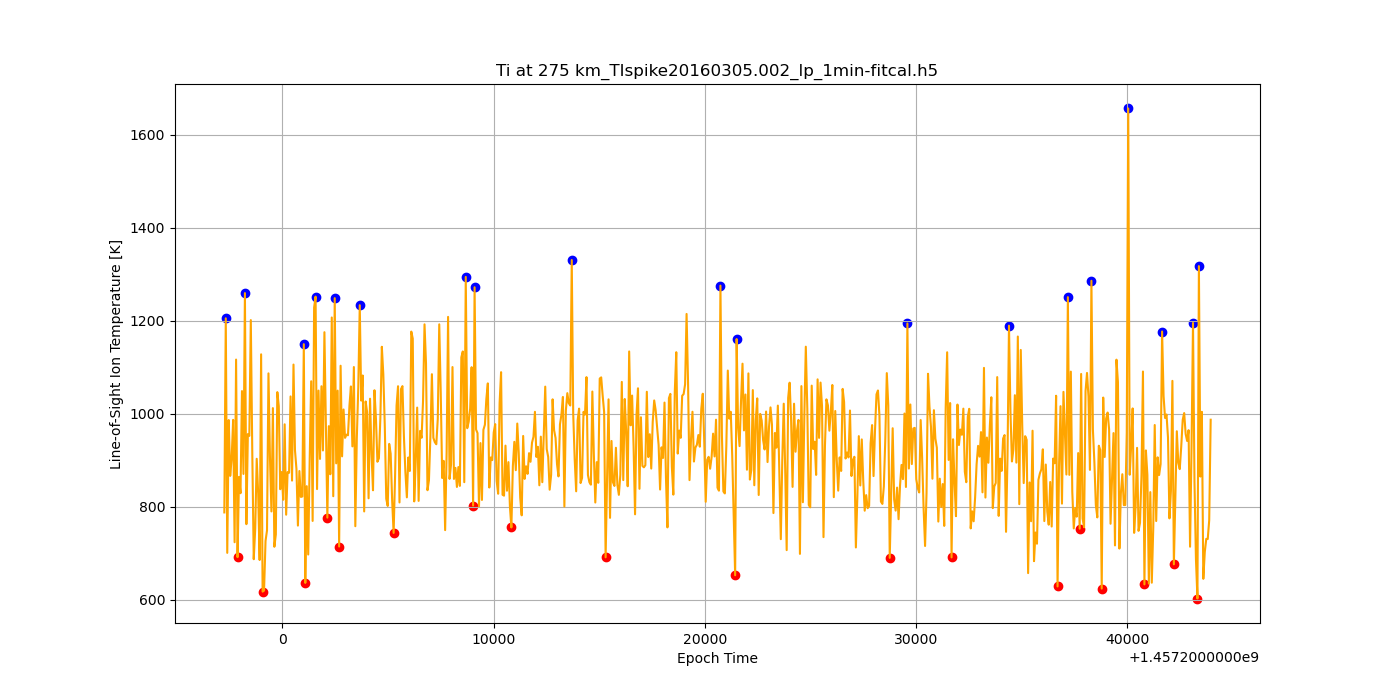 Ti at 275 km_TIspike20160305.002_lp_1min-fitcal.h5
Line-of-Sight Ion Temperature [K]
1600
1400
1200
1000
800
600
0 10000 20000 30000 40000
Epoch Time
+1.4572000000e9